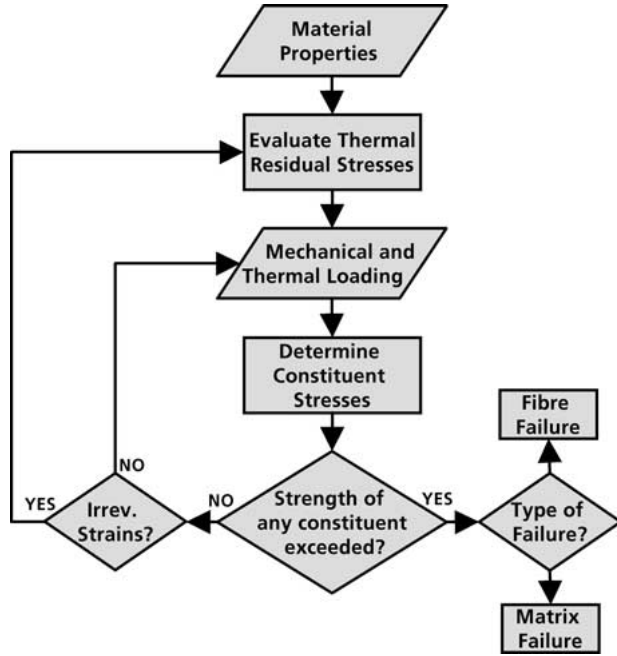 Material
Properties
Evaluate Thermal
Residual Stresses
Mechanical and
Thermal Loading
Determine
Constituent
Stresses
Fibre
Failure
NO
YES
Irrev.
Strains?
NO
Strength of
any constituent
exceeded?
YES
Type of
Failure?
Matrix
Failure